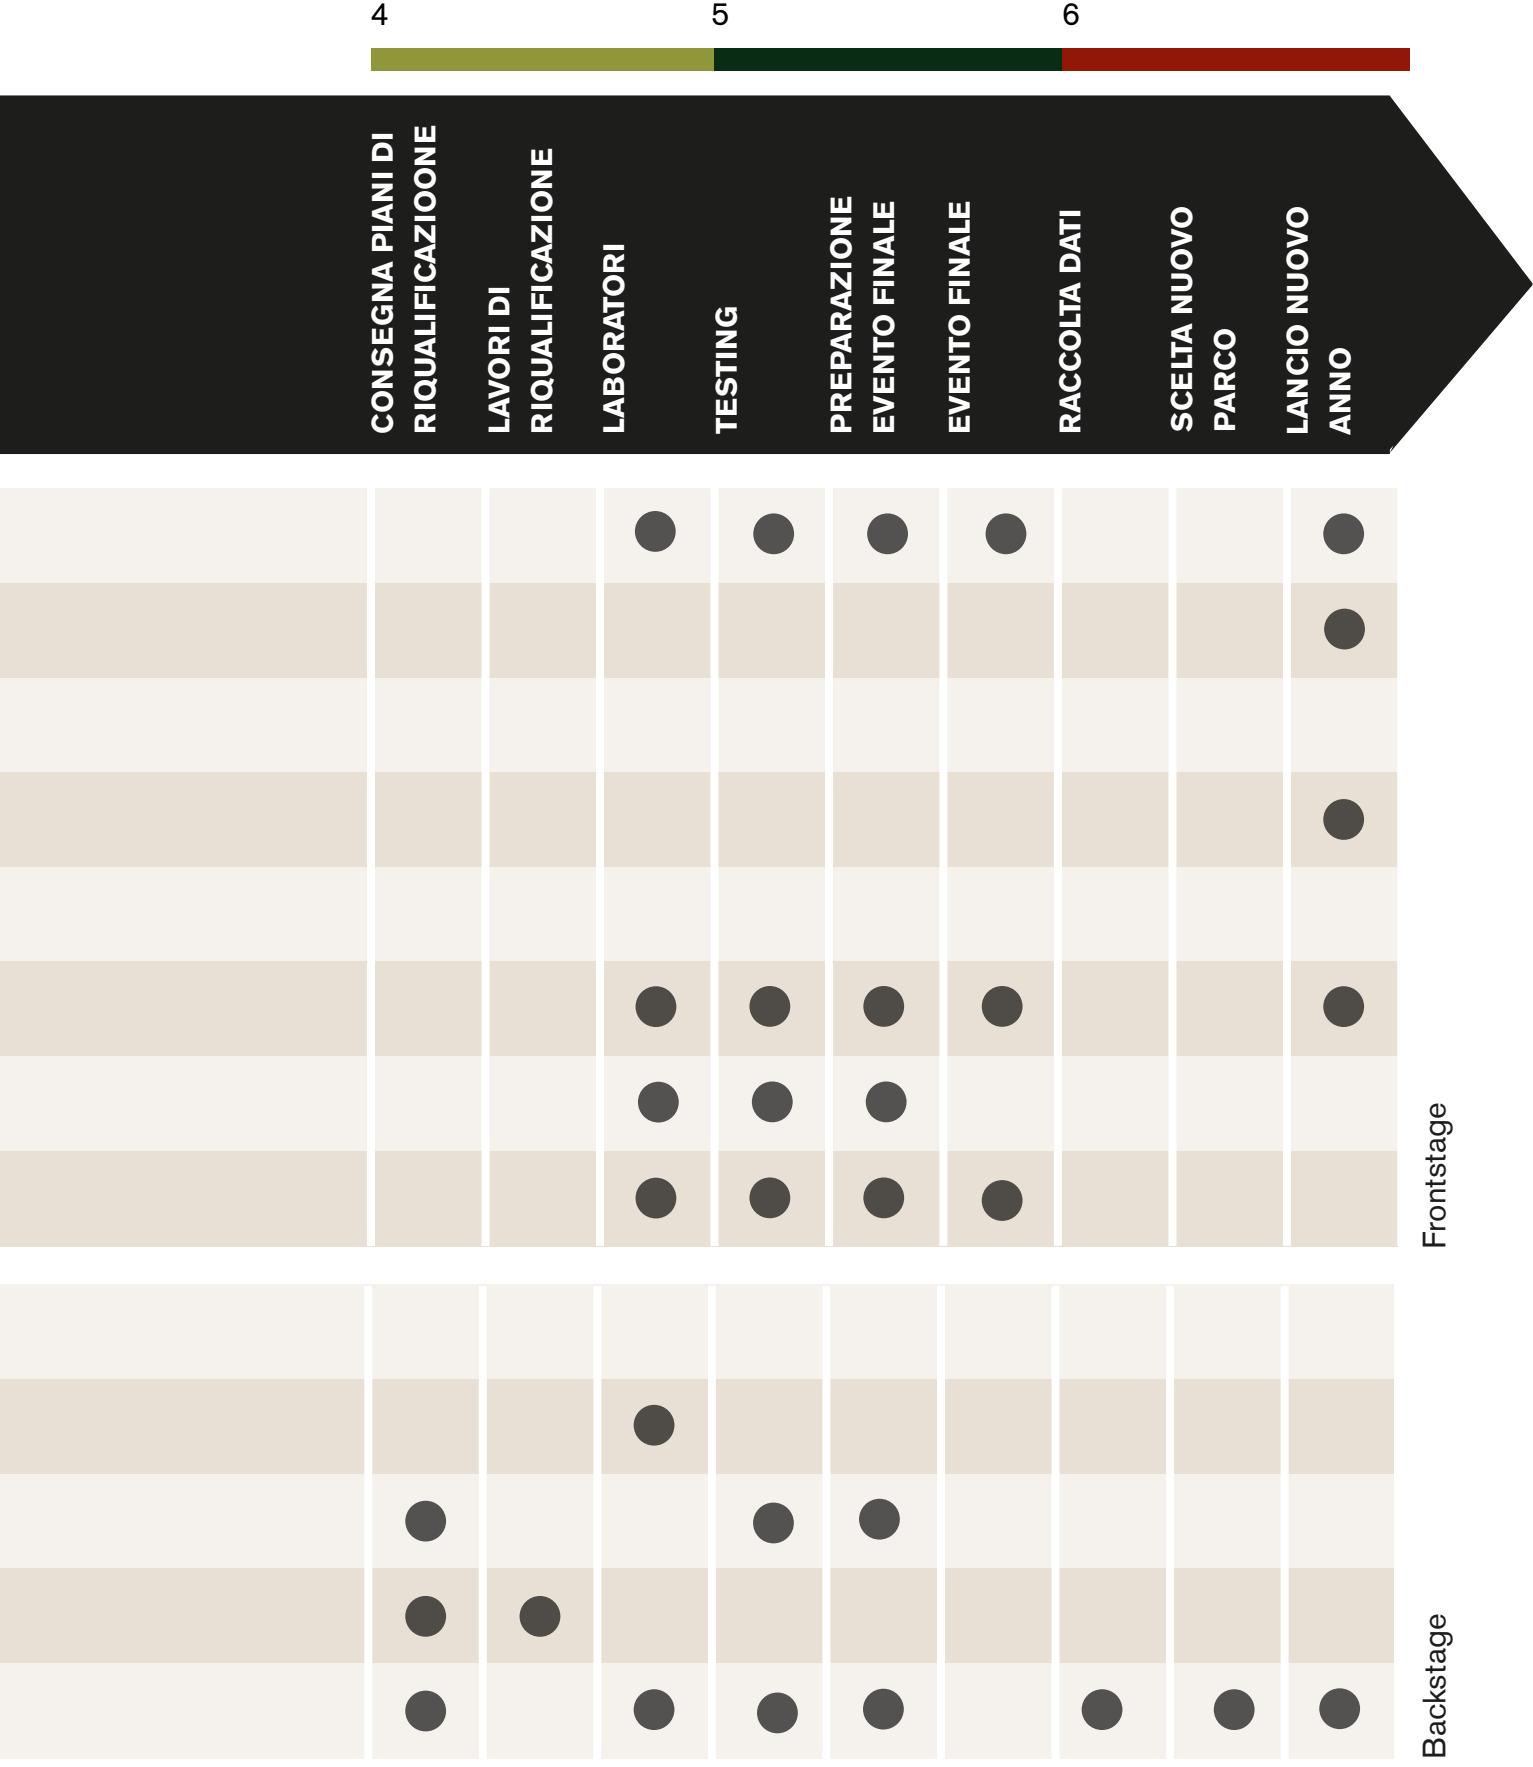 4
5
6
CONSEGNA PIANI DI
RIQUALIFICAZIOONE
LAVORI DI
RIQUALIFICAZIONE
LABORATORI
TESTING
PREPARAZIONE
EVENTO FINALE
EVENTO FINALE
RACCOLTA DATI
SCELTA NUOVO
PARCO
LANCIO NUOVO
ANNO
Frontstage
Backstage